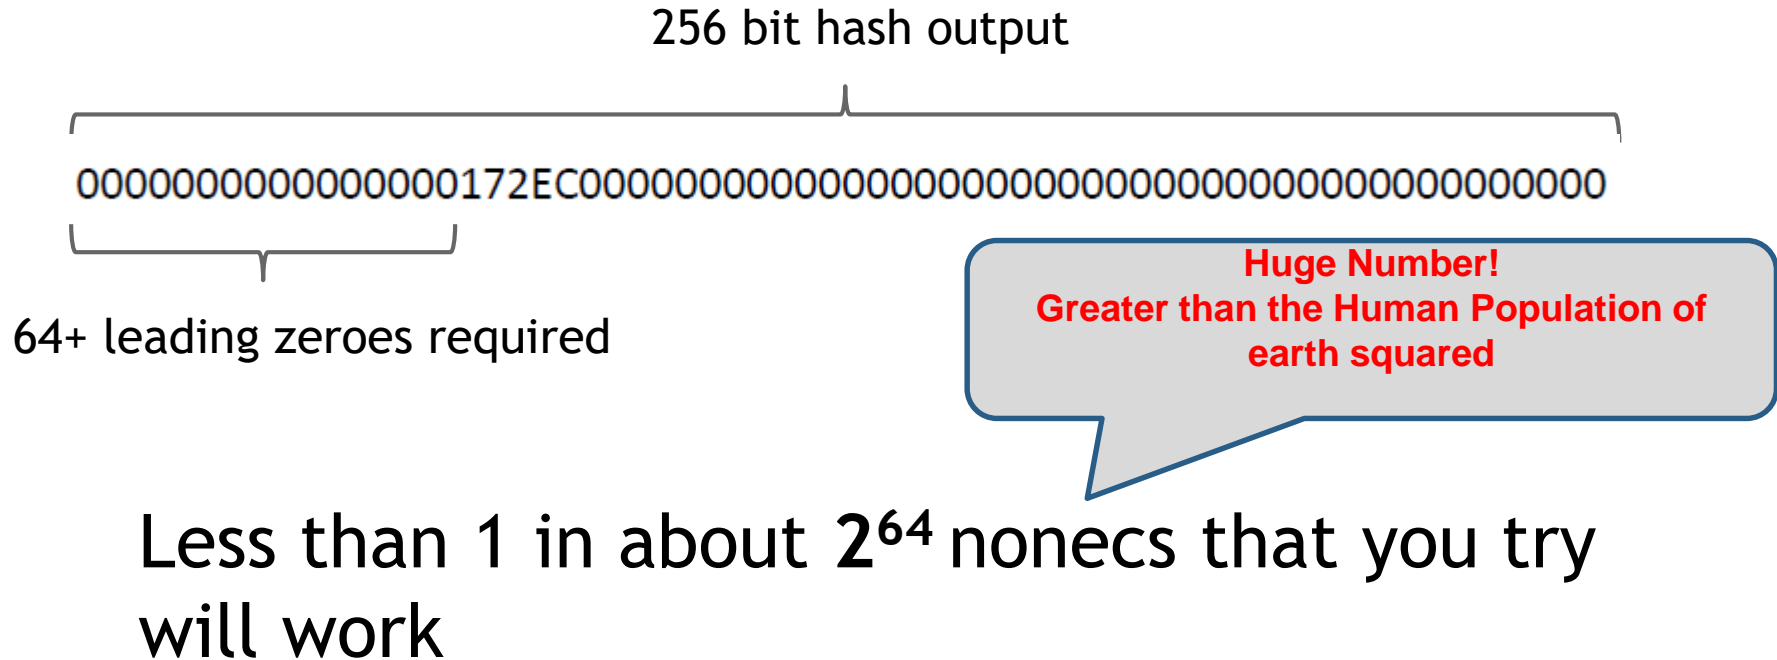 256 bit hash output
0000000000000000172EC0000000000000000000000000000000000000000000
64+ leading zeroes required
Huge Number!
Greater than the Human Population of
earth squared
Less than 1 in about 2⁶⁴ nonecs that you try
will work